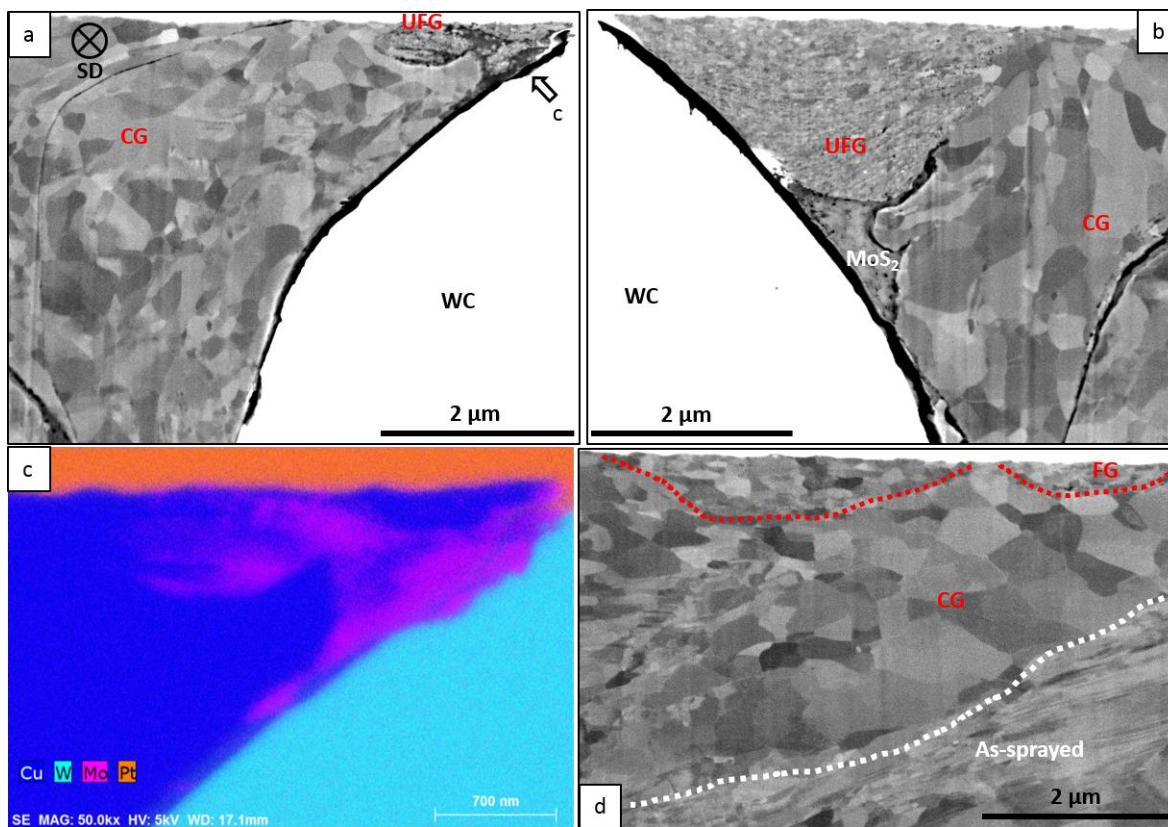 a
UFG
SD
CG
c
WC
2 µm
b
UFG
CG
MoS₂
WC
2 µm
c
Cu W Mo Pt
SE MAG: 50.0kx HV: 5kV WD: 17.1mm
700 nm
FG
CG
As-sprayed
d
2 µm